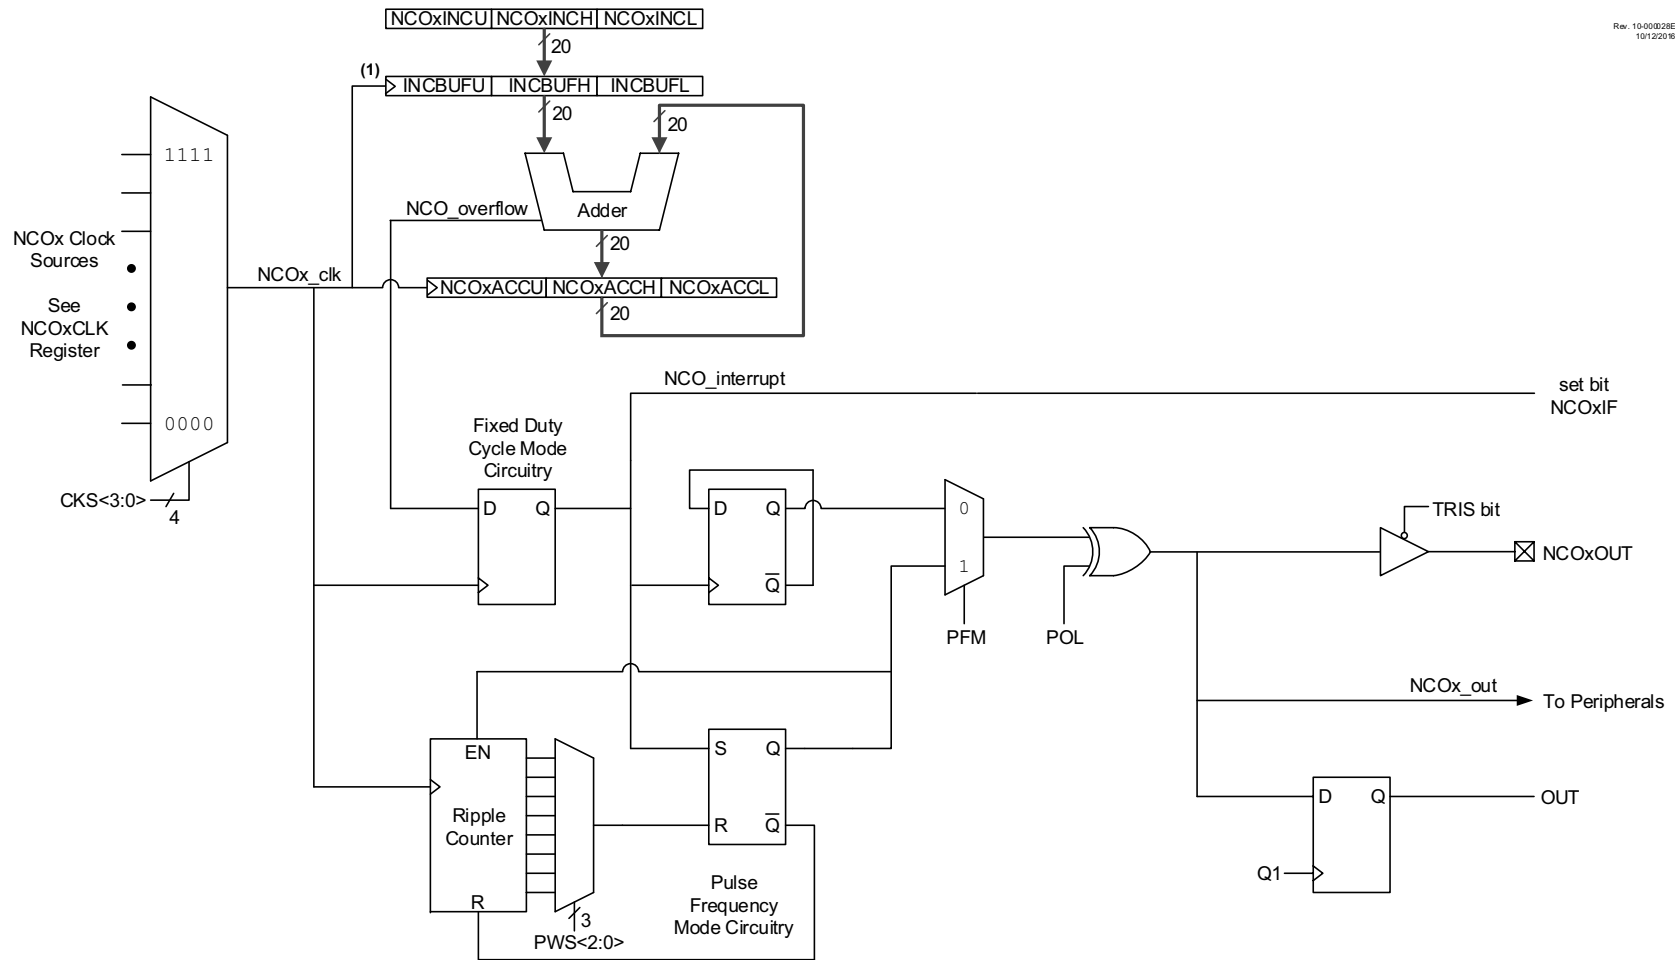 Rev. 10-000028E
10/12/2016
NCOxINCU NCOxINCH NCOxINCL
20
(1)
INCBUFU INCBUFH INCBUFL
20
20
1111
NCO_overflow
Adder
20
NCOx Clock
Sources
NCOx_clk
NCOxACCU NCOxACCH NCOxACCL
20
See
NCOxCLK
Register
0000
NCO_interrupt
set bit
NCOxIF
Fixed Duty
Cycle Mode
Circuitry
CKS<3:0>
4
D Q
D Q
Q
0
1
PFM
POL
TRIS bit
NCOxOUT
NCOx_out
To Peripherals
EN
Ripple
Counter
R
S Q
R Q
D Q
OUT
Q1
Pulse
Frequency
Mode Circuitry
3
PWS<2:0>